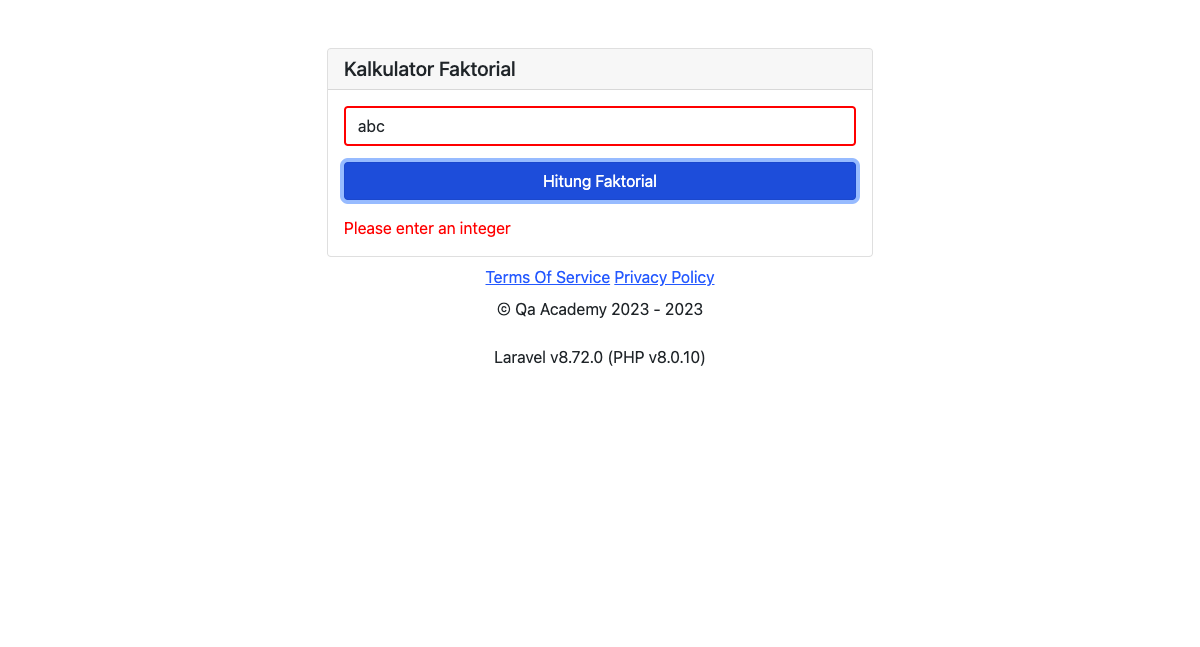 Kalkulator Faktorial
abc
Hitung Faktorial
Please enter an integer
Terms Of Service Privacy Policy
© Qa Academy 2023 - 2023
Laravel v8.72.0 (PHP v8.0.10)